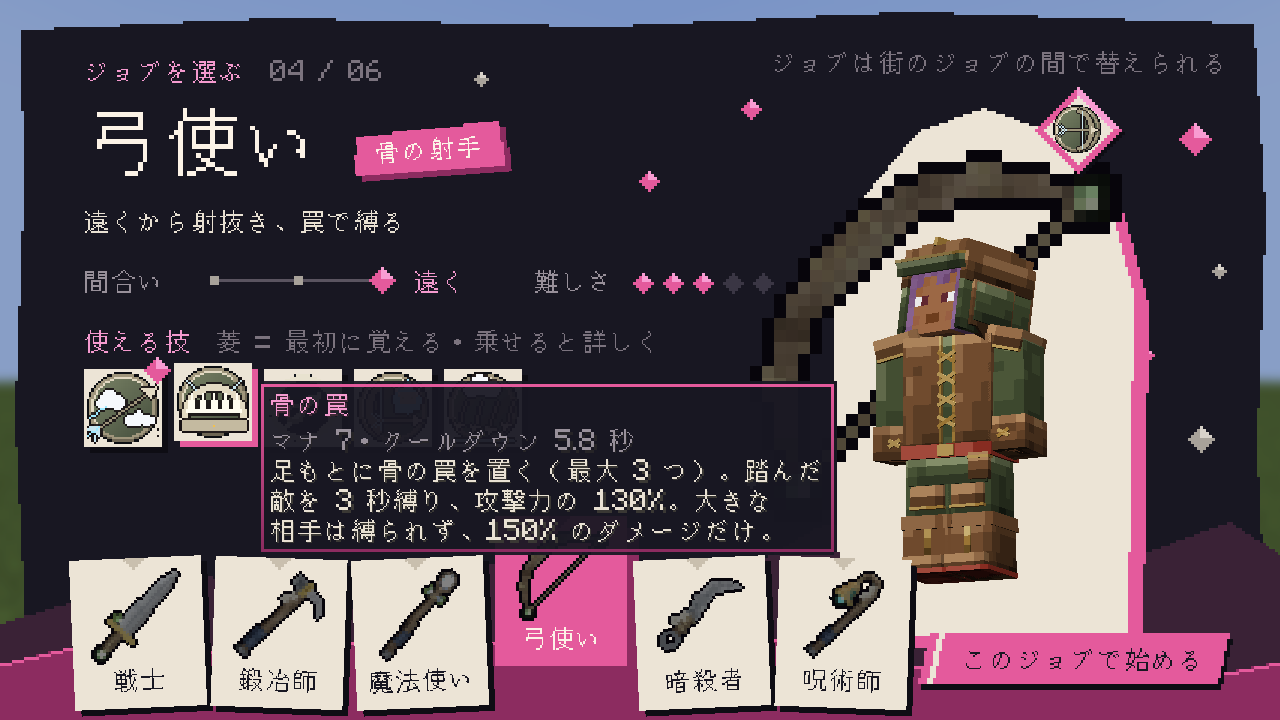 ジョブを選ぶ 04 / 06
ジョブは街のジョブの間で替えられる
弓使い
骨の射手
遠くから射抜き、罠で縛る
間合い 遠く 難しさ
使える技 菱 = 最初に覚える・乗せると詳しく
骨の罠
マナ 7・クールダウン 5.8 秒
足もとに骨の罠を置く（最大 3 つ）。踏んだ
敵を 3 秒縛り、攻撃力の 130%。大きな
相手は縛られず、150% のダメージだけ。
戦士
鍛冶師
魔法使い
弓使い
暗殺者
呪術師
このジョブで始める